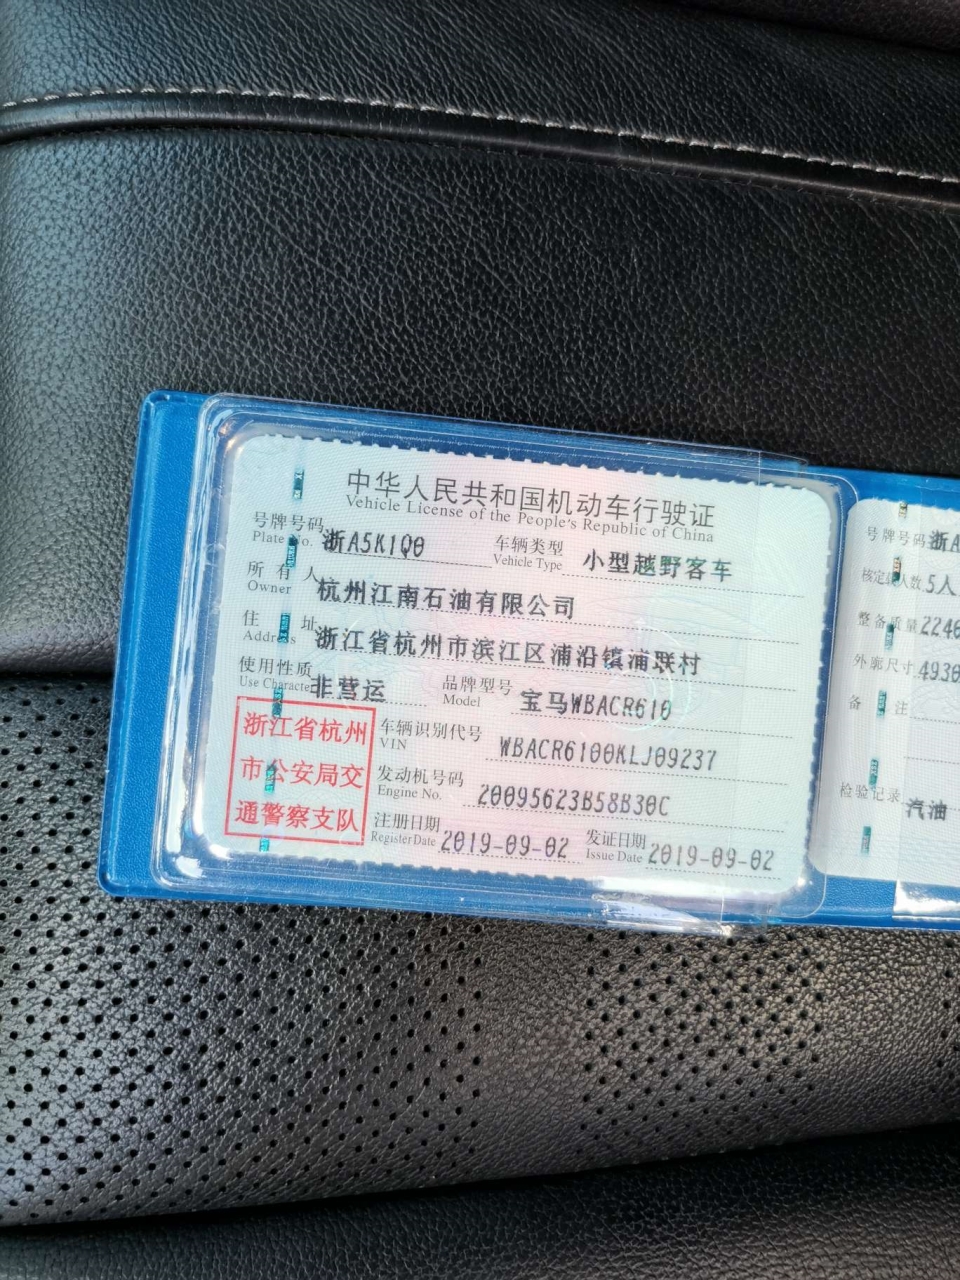 中华人民共和国机动车行驶证
Vehicle License of the People's Republic of China
号牌号码 浙A5K1Q0 车辆类型 小型越野客车
Plate No. Vehicle Type
所有人 杭州江南石油有限公司
Owner
住址 浙江省杭州市滨江区浦沿镇浦联村
Address
使用性质 非营运 品牌型号 宝马WBACR610
Use Character Model
浙江省杭州
市公安局交
通警察支队
车辆识别代号 WBACR6100KLJ09237
VIN
发动机号码 20095623B58B30C
Engine No.
注册日期 2019-09-02 发证日期 2019-09-02
Register Date Issue Date
号牌号码 浙A
核定载人数 5人
整备质量 2246
外廓尺寸 4930
备注
检验记录 汽油